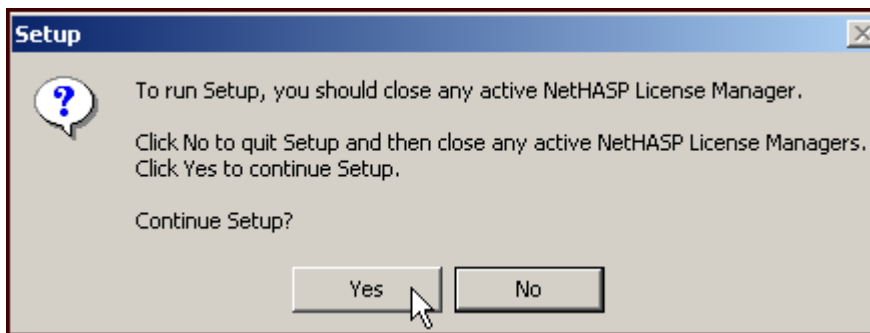 Setup
To run Setup, you should close any active NetHASP License Manager.
Click No to quit Setup and then close any active NetHASP License Managers.
Click Yes to continue Setup.
Continue Setup?
Yes
No